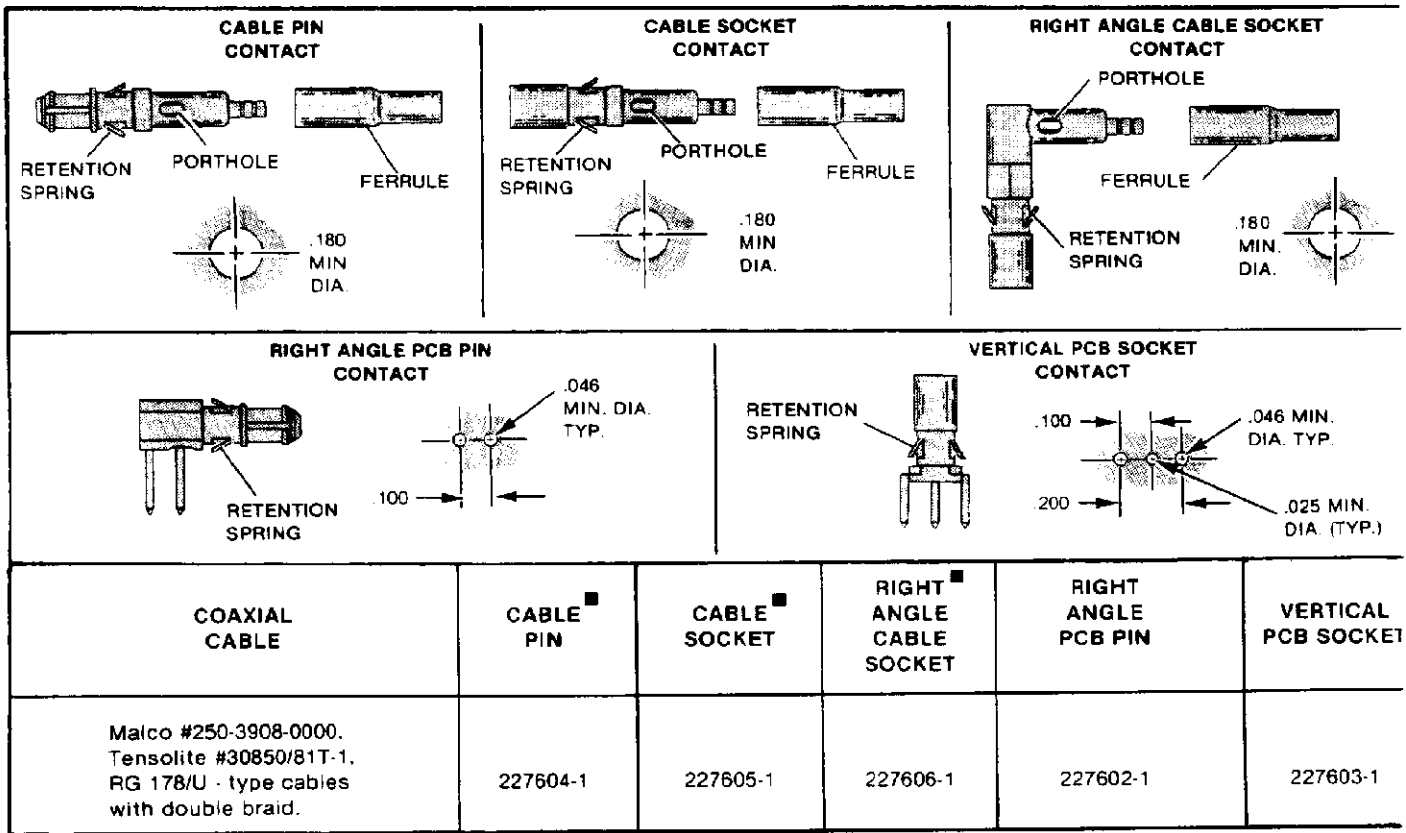 CABLE PIN
CONTACT
RETENTION
SPRING
PORTHOLE
FERRULE
.180
MIN
DIA.
CABLE SOCKET
CONTACT
RETENTION
SPRING
PORTHOLE
FERRULE
.180
MIN
DIA.
RIGHT ANGLE CABLE SOCKET
CONTACT
PORTHOLE
FERRULE
RETENTION
SPRING
.180
MIN.
DIA.
RIGHT ANGLE PCB PIN
CONTACT
RETENTION
SPRING
.046
MIN. DIA.
TYP.
.100
VERTICAL PCB SOCKET
CONTACT
RETENTION
SPRING
.100
.046 MIN.
DIA. TYP.
.200
.025 MIN.
DIA. (TYP.)
COAXIAL
CABLE
CABLE ■
PIN
CABLE ■
SOCKET
RIGHT ■
ANGLE
CABLE
SOCKET
RIGHT
ANGLE
PCB PIN
VERTICAL
PCB SOCKET
Malco #250-3908-0000.
Tensolite #30850/81T-1,
RG 178/U - type cables
with double braid.
227604-1
227605-1
227606-1
227602-1
227603-1